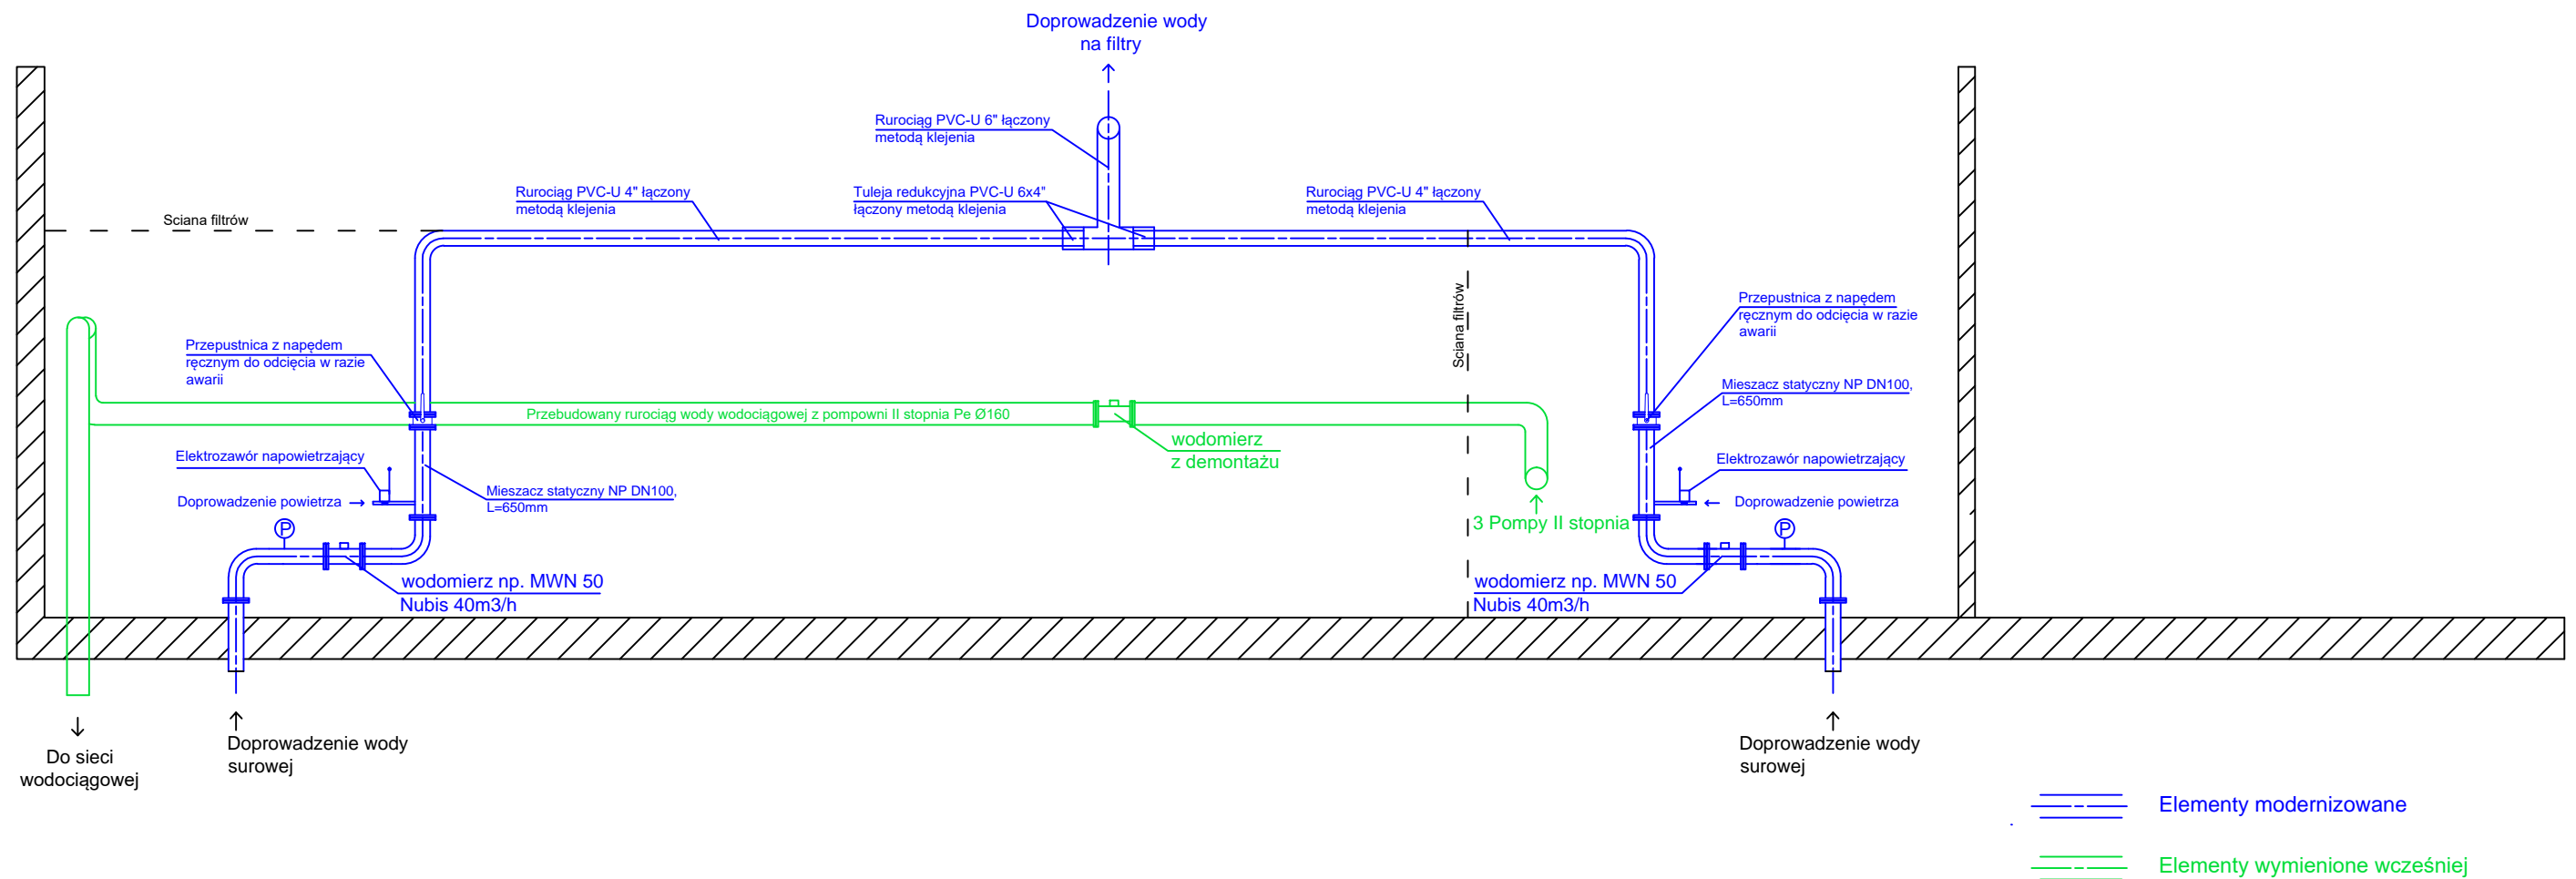 Doprowadzenie wody
na filtry
Rurociąg PVC-U 6" łączony
metodą klejenia
Rurociąg PVC-U 4" łączony
metodą klejenia
Tuleja redukcyjna PVC-U 6x4"
łączony metodą klejenia
Rurociąg PVC-U 4" łączony
metodą klejenia
Sciana filtrów
Sciana filtrów
Przepustnica z napędem
ręcznym do odcięcia w razie
awarii
Przepustnica z napędem
ręcznym do odcięcia w razie
awarii
Mieszacz statyczny NP DN100,
L=650mm
Przebudowany rurociąg wody wodociągowej z pompowni II stopnia Pe Ø160
wodomierz
z demontażu
Elektrozawór napowietrzający
Elektrozawór napowietrzający
Doprowadzenie powietrza
Mieszacz statyczny NP DN100,
L=650mm
Doprowadzenie powietrza
3 Pompy II stopnia
P
P
wodomierz np. MWN 50
Nubis 40m3/h
wodomierz np. MWN 50
Nubis 40m3/h
Do sieci
wodociągowej
Doprowadzenie wody
surowej
Doprowadzenie wody
surowej
Elementy modernizowane
Elementy wymienione wcześniej